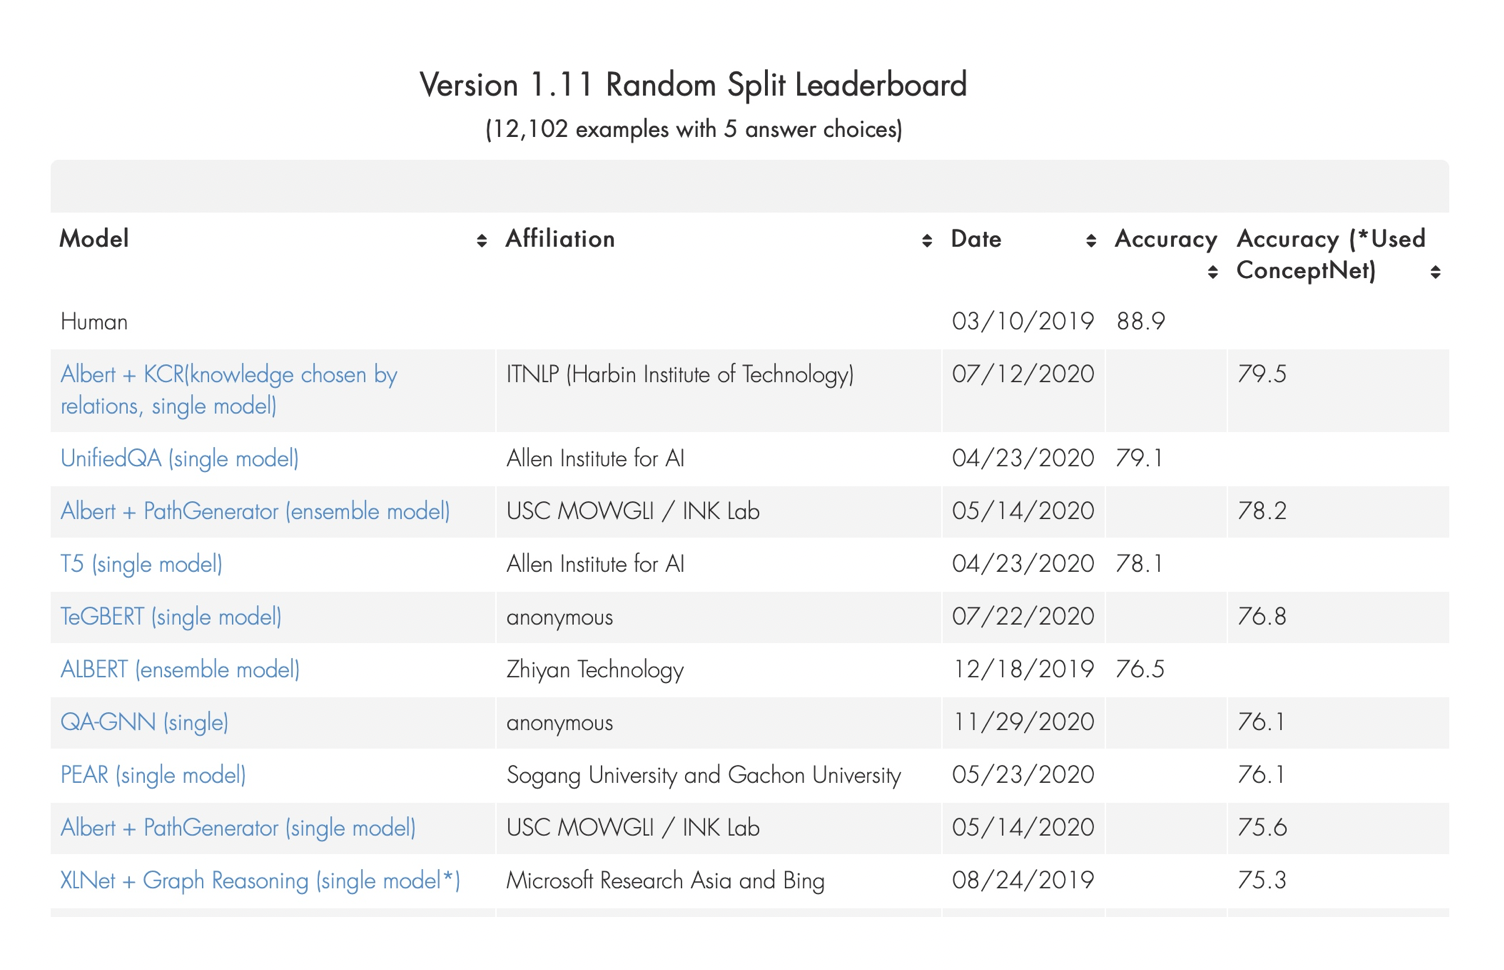 Version 1.11 Random Split Leaderboard
(12,102 examples with 5 answer choices)
Model Affiliation Date Accuracy Accuracy (*Used
ConceptNet)
Human 03/10/2019 88.9
Albert + KCR(knowledge chosen by ITNLP (Harbin Institute of Technology) 07/12/2020 79.5
relations, single model)
UnifiedQA (single model) Allen Institute for AI 04/23/2020 79.1
Albert + PathGenerator (ensemble model) USC MOWGLI / INK Lab 05/14/2020 78.2
T5 (single model) Allen Institute for AI 04/23/2020 78.1
TeGBERT (single model) anonymous 07/22/2020 76.8
ALBERT (ensemble model) Zhiyan Technology 12/18/2019 76.5
QA-GNN (single) anonymous 11/29/2020 76.1
PEAR (single model) Sogang University and Gachon University 05/23/2020 76.1
Albert + PathGenerator (single model) USC MOWGLI / INK Lab 05/14/2020 75.6
XLNet + Graph Reasoning (single model*) Microsoft Research Asia and Bing 08/24/2019 75.3